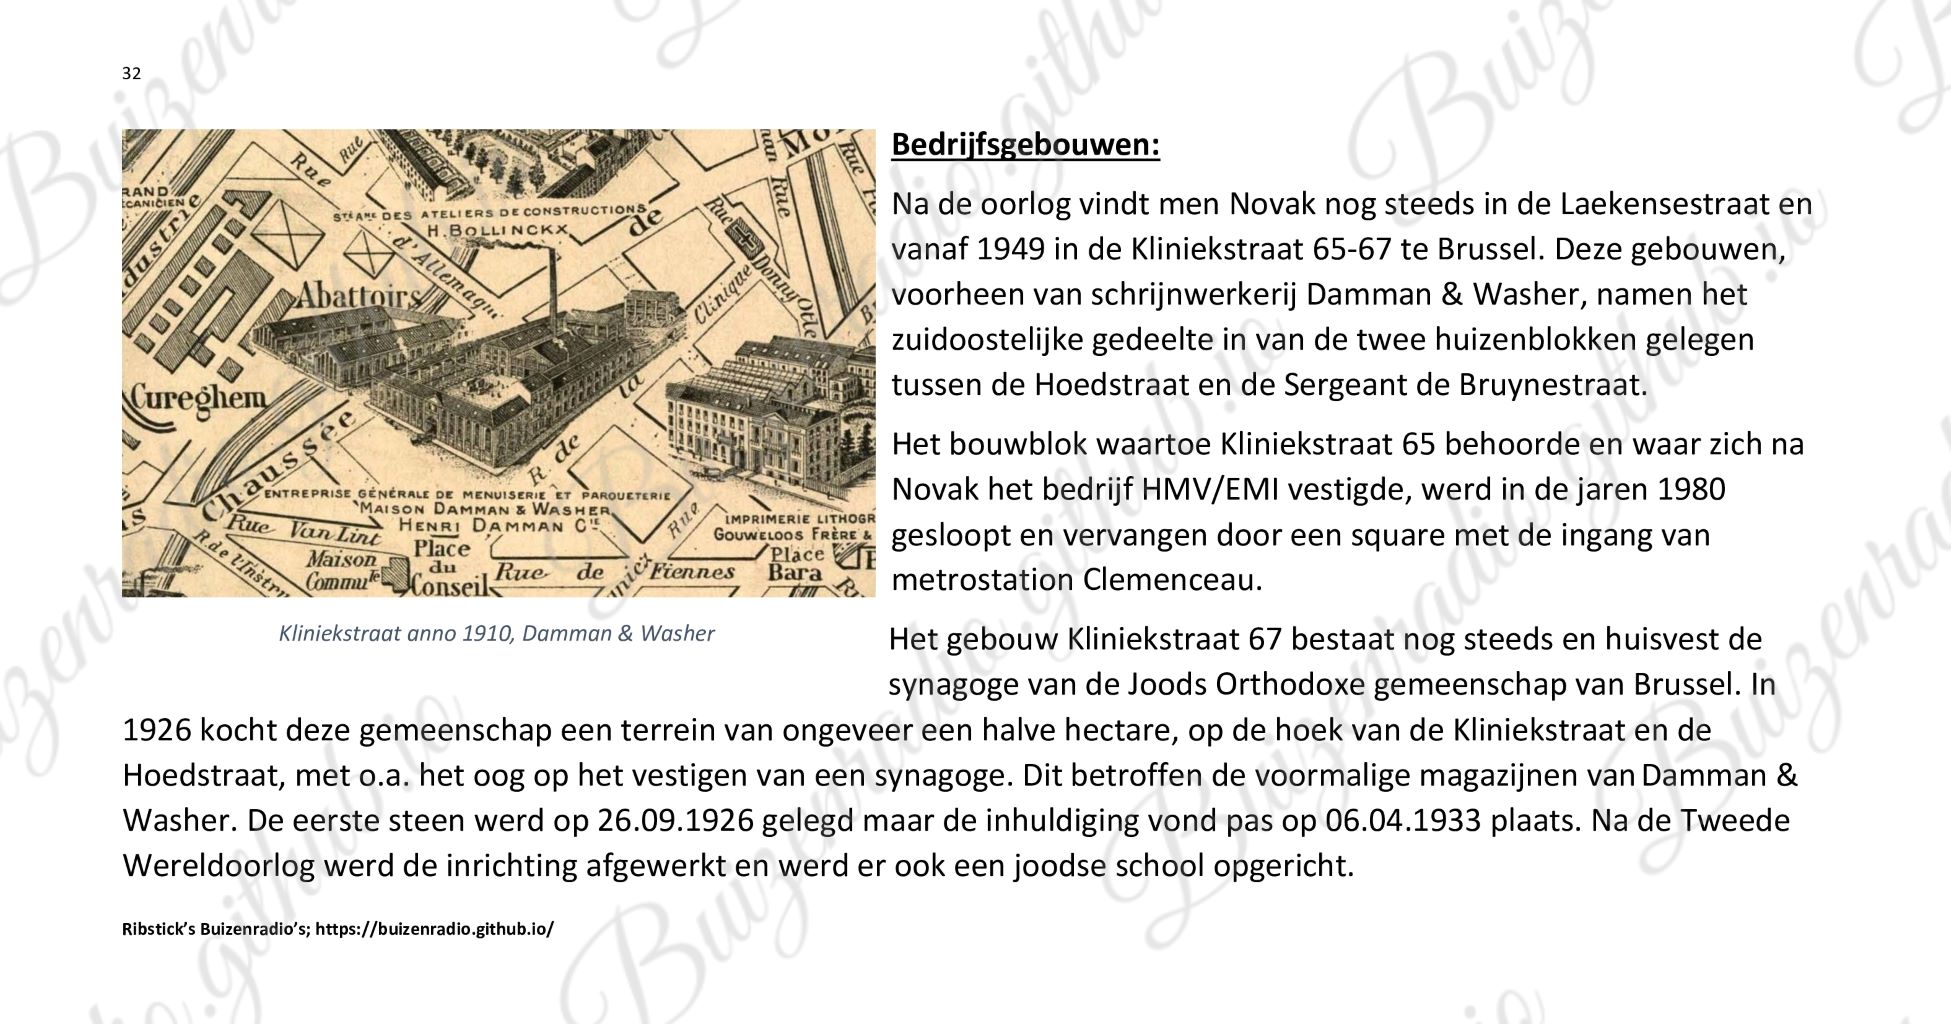 32
Bedrijfsgebouwen:
Na de oorlog vindt men Novak nog steeds in de Laekensestraat en
vanaf 1949 in de Kliniekstraat 65-67 te Brussel. Deze gebouwen,
voorheen van schrijnwerkerij Damman & Washer, namen het
zuidoostelijke gedeelte in van de twee huizenblokken gelegen
tussen de Hoedstraat en de Sergeant de Bruynestraat.
Het bouwblok waartoe Kliniekstraat 65 behoorde en waar zich na
Novak het bedrijf HMV/EMI vestigde, werd in de jaren 1980
gesloopt en vervangen door een square met de ingang van
metrostation Clemenceau.
RAND
CANICIEN
dustrie
Rue
Rue
STÉ AME DES ATELIERS DE CONSTRUCTIONS
H. BOLLINCKX
de
d'Allemagne
Abattoirs
Cureghem
Chaussée
Rue
Rue
Rue
Clinique
la
R. de
Mo
ENTREPRISE GÉNÉRALE DE MENUISERIE ET PARQUETERIE
MAISON DAMMAN & WASHER,
HENRI DAMMAN CIE
Rue Van Lint
R. de l'Instr
Maison
Commule
Place
du
Conseil
Rue de Fiennes
Rue
IMPRIMERIE LITHOGR
GOUWELOOS FRÈRE &
Place
Bara
Kliniekstraat anno 1910, Damman & Washer
Het gebouw Kliniekstraat 67 bestaat nog steeds en huisvest de
synagoge van de Joods Orthodoxe gemeenschap van Brussel. In
1926 kocht deze gemeenschap een terrein van ongeveer een halve hectare, op de hoek van de Kliniekstraat en de
Hoedstraat, met o.a. het oog op het vestigen van een synagoge. Dit betroffen de voormalige magazijnen van Damman &
Washer. De eerste steen werd op 26.09.1926 gelegd maar de inhuldiging vond pas op 06.04.1933 plaats. Na de Tweede
Wereldoorlog werd de inrichting afgewerkt en werd er ook een joodse school opgericht.
Ribstick's Buizenradio's; https://buizenradio.github.io/
Buizenradio.github.io